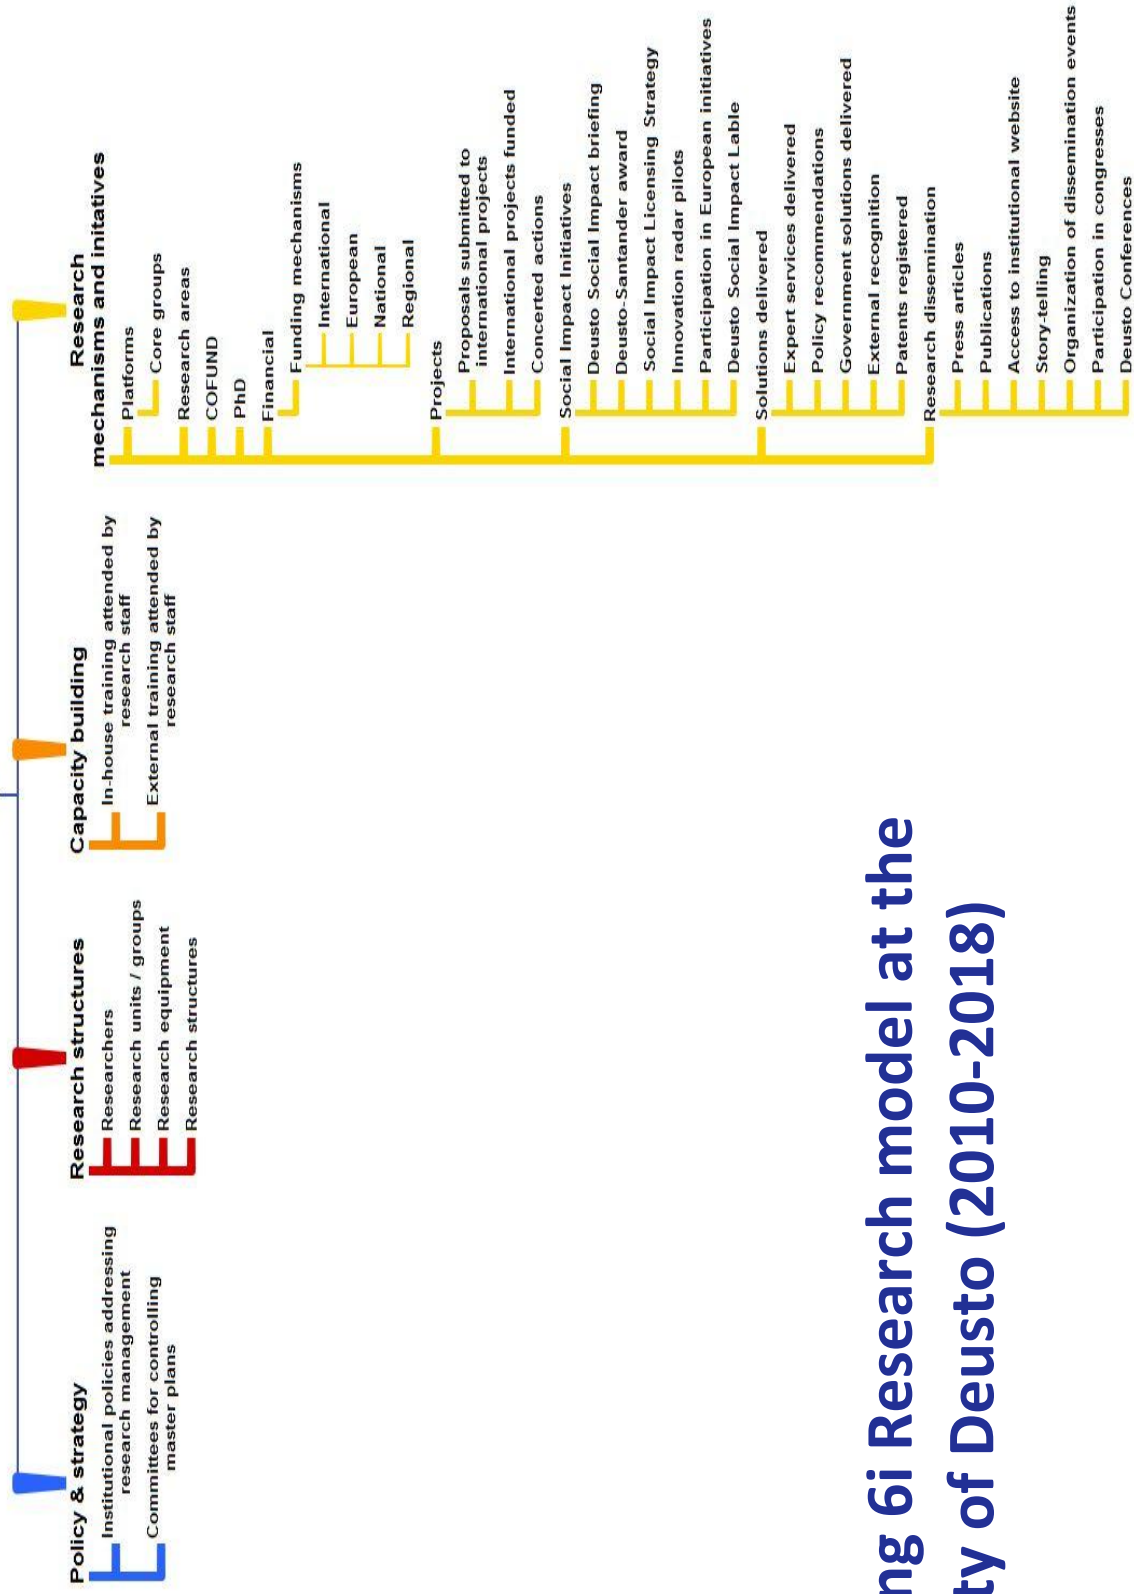 Policy & strategy
Institutional policies addressing
research management
Committees for controlling
master plans
Research structures
Researchers
Research units / groups
Research equipment
Research structures
Capacity building
In-house training attended by
research staff
External training attended by
research staff
Research
mechanisms and initatives
Platforms
Core groups
Research areas
COFUND
PhD
Financial
Funding mechanisms
International
European
National
Regional
Projects
Proposals submitted to
international projects
International projects funded
Concerted actions
Social Impact Initiatives
Deusto Social Impact briefing
Deusto-Santander award
Social Impact Licensing Strategy
Innovation radar pilots
Participation in European initiatives
Deusto Social Impact Lable
Solutions delivered
Expert services delivered
Policy recommendations
Government solutions delivered
External recognition
Patents registered
Research dissemination
Press articles
Publications
Access to institutional website
Story-telling
Organization of dissemination events
Participation in congresses
Deusto Conferences
ng 6i Research model at the
ty of Deusto (2010-2018)